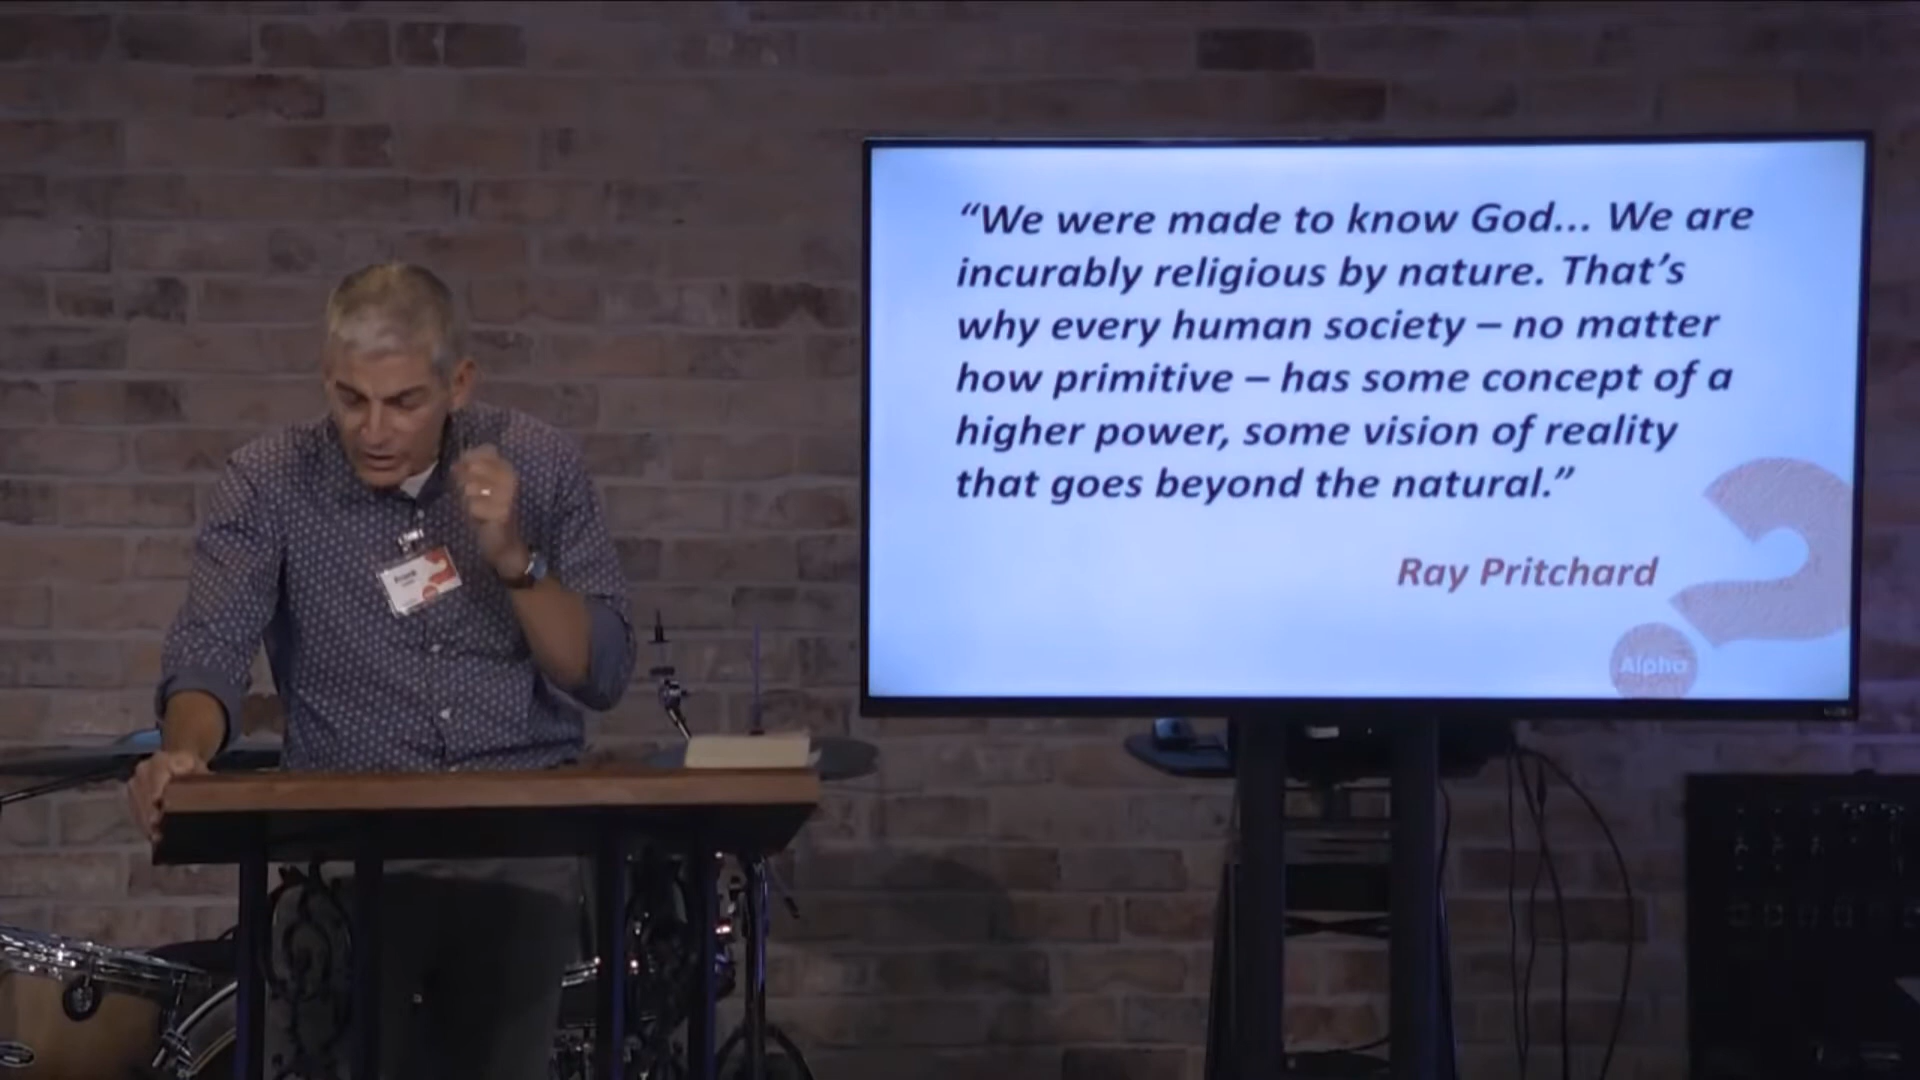 “We were made to know God... We are
incurably religious by nature. That’s
why every human society – no matter
how primitive – has some concept of a
higher power, some vision of reality
that goes beyond the natural.”
Ray Pritchard
Alpha